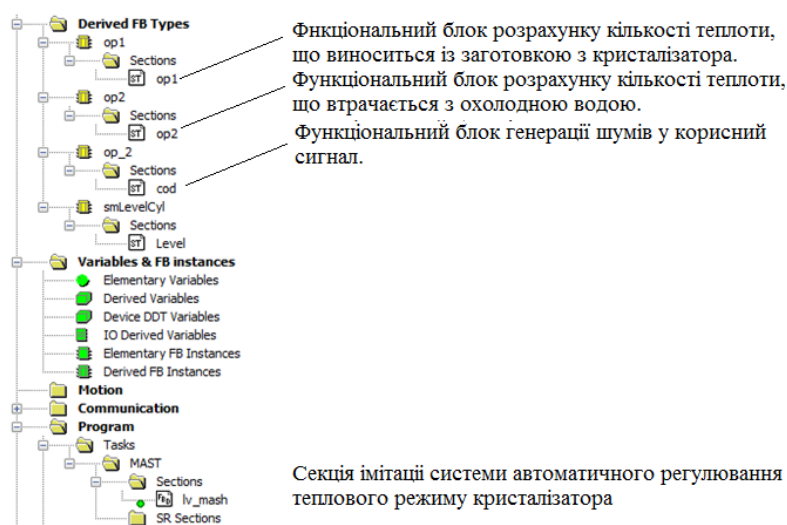 Derived FB Types
op1
Sections
op1
op2
Sections
op2
op_2
Sections
cod
smLevelCyl
Sections
Level
Variables & FB instances
Elementary Variables
Derived Variables
Device DDT Variables
IO Derived Variables
Elementary FB Instances
Derived FB Instances
Motion
Communication
Program
Tasks
MAST
Sections
lv_mash
SR Sections
Фнкціональний блок розрахунку кількості теплоти,
що виноситься із заготовкою з кристалізатора.
Функціональний блок розрахунку кількості теплоти,
що втрачається з охолодною водою.
Функціональний блок генерації шумів у корисний
сигнал.
Секція імітації системи автоматичного регулювання
теплового режиму кристалізатора